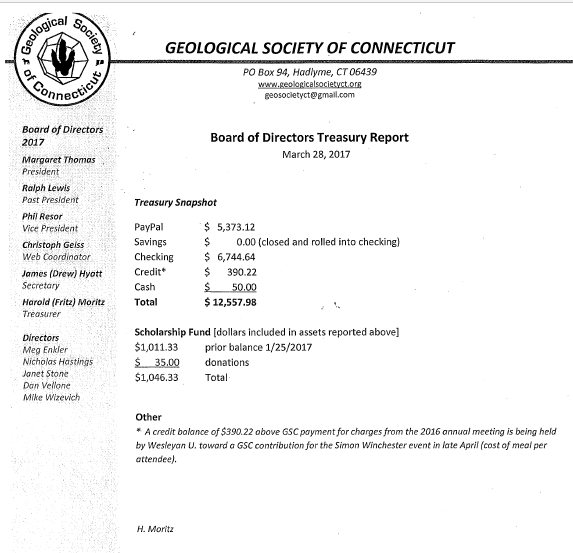 Geological Society of Connecticut
GEOLOGICAL SOCIETY OF CONNECTICUT
PO Box 94, Hadlyme, CT 06439
www.geologicalsocietyct.org
geosocietyct@gmail.com
Board of Directors
2017
Margaret Thomas
President
Ralph Lewis
Past President
Phil Resor
Vice President
Christoph Geiss
Web Coordinator
James (Drew) Hyatt
Secretary
Harold (Fritz) Moritz
Treasurer
Directors
Meg Enkler
Nicholas Hastings
Janet Stone
Dan Vellone
Mike Wizevich
Board of Directors Treasury Report
March 28, 2017
Treasury Snapshot
PayPal $ 5,373.12
Savings $ 0.00 (closed and rolled into checking)
Checking $ 6,744.64
Credit* $ 390.22
Cash $ 50.00
Total $ 12,557.98
Scholarship Fund [dollars included in assets reported above]
$1,011.33 prior balance 1/25/2017
$ 35.00 donations
$1,046.33 Total
Other
* A credit balance of $390.22 above GSC payment for charges from the 2016 annual meeting is being held
by Wesleyan U. toward a GSC contribution for the Simon Winchester event in late April (cost of meal per
attendee).
H. Moritz